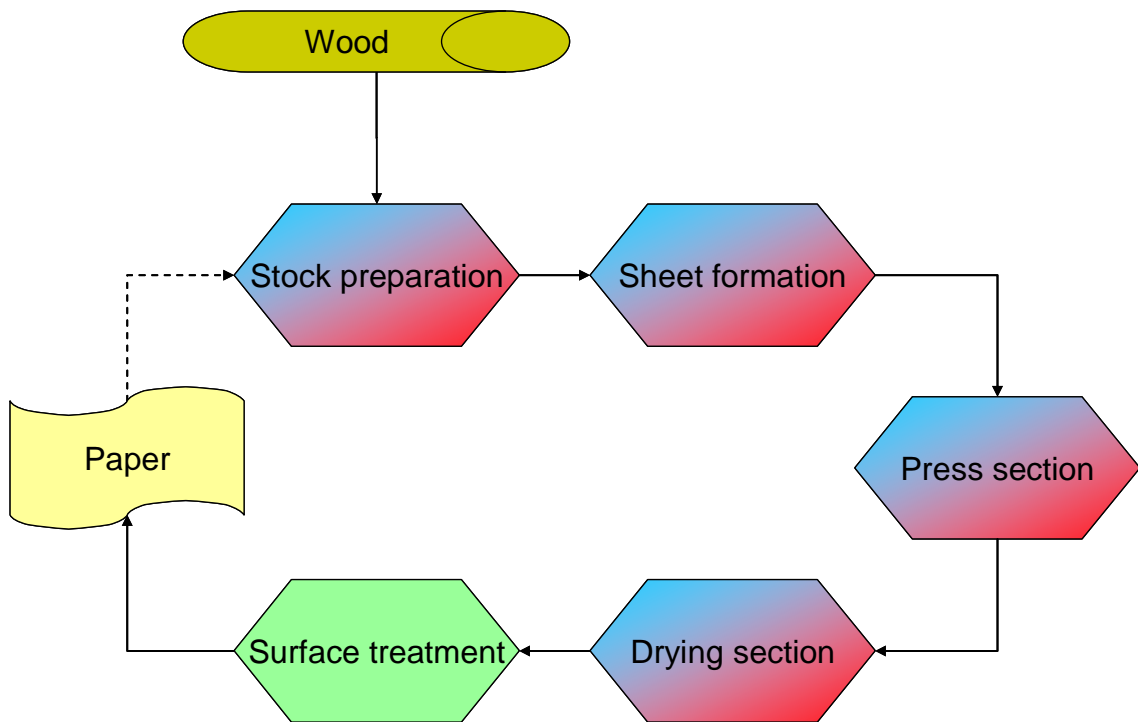 Wood
Stock preparation
Sheet formation
Press section
Paper
Surface treatment
Drying section